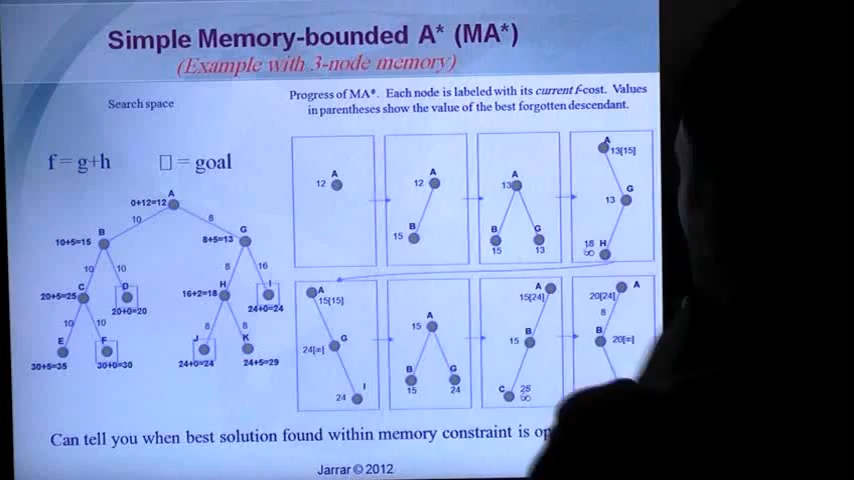 Simple Memory-bounded A* (MA*)
(Example with 3-node memory)
Search space
Progress of MA*. Each node is labeled with its current f-cost. Values
in parentheses show the value of the best forgotten descendant.
f = g+h
□ = goal
A
0+12=12
10
8
B
10+5=15
G
8+5=13
10
10
8
16
C
20+5=25
D
20+0=20
H
16+2=18
I
24+0=24
10
10
8
8
E
30+5=35
F
30+0=30
J
24+0=24
K
24+5=29
A
12
A
12
B
15
A
13
B
15
G
13
A
13[15]
G
13
18 H
∞
A
15[15]
G
24[∞]
I
24
A
15
B
15
G
24
A
15[24]
B
15
C 25
∞
A
20[24]
8
B
20[∞]
Can tell you when best solution found within memory constraint is
Jarrar © 2012